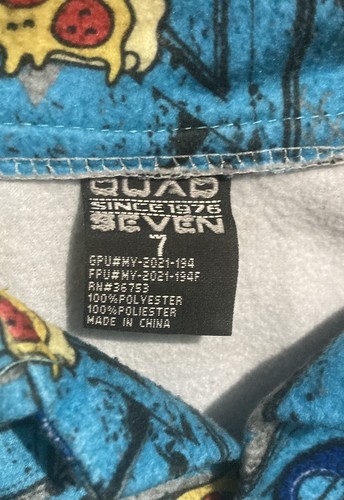 QUAD
SINCE 1976
SEVEN
7
GPU#MY-2021-194
FPU#MY-2021-194F
RN#36753
100%POLYESTER
100%POLYESTER
MADE IN CHINA